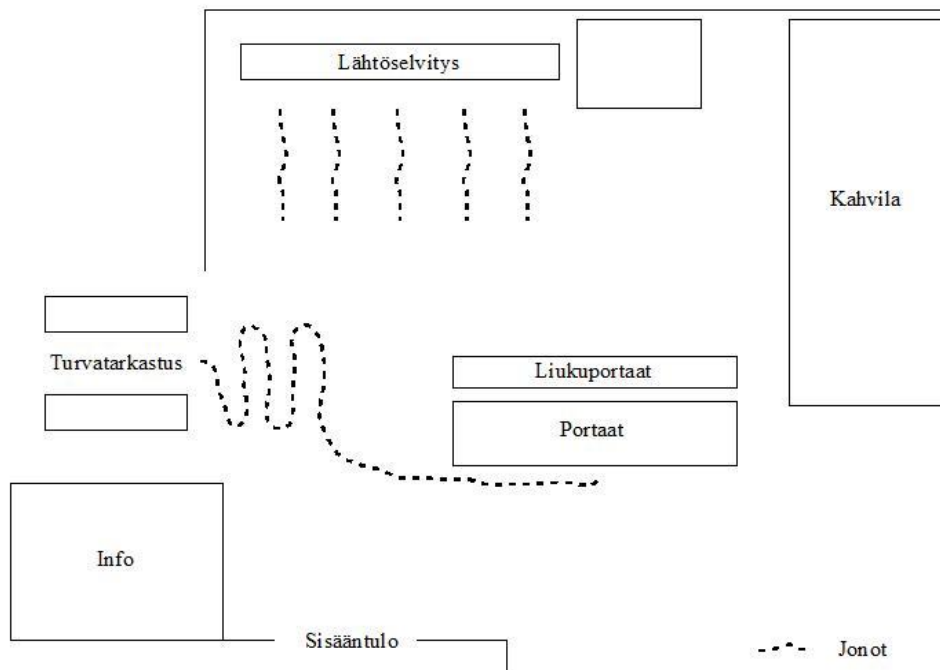 Lähtöselvitys
Kahvila
Turvatarkastus
Liukuportaat
Portaat
Info
Sisääntulo
Jonot